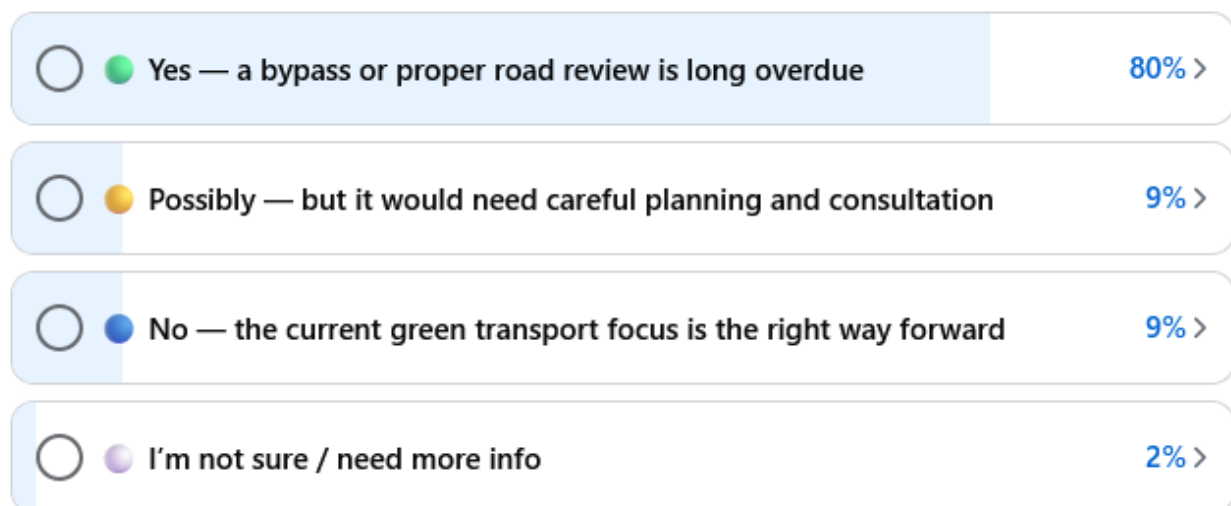 Yes — a bypass or proper road review is long overdue 80%
Possibly — but it would need careful planning and consultation 9%
No — the current green transport focus is the right way forward 9%
I’m not sure / need more info 2%